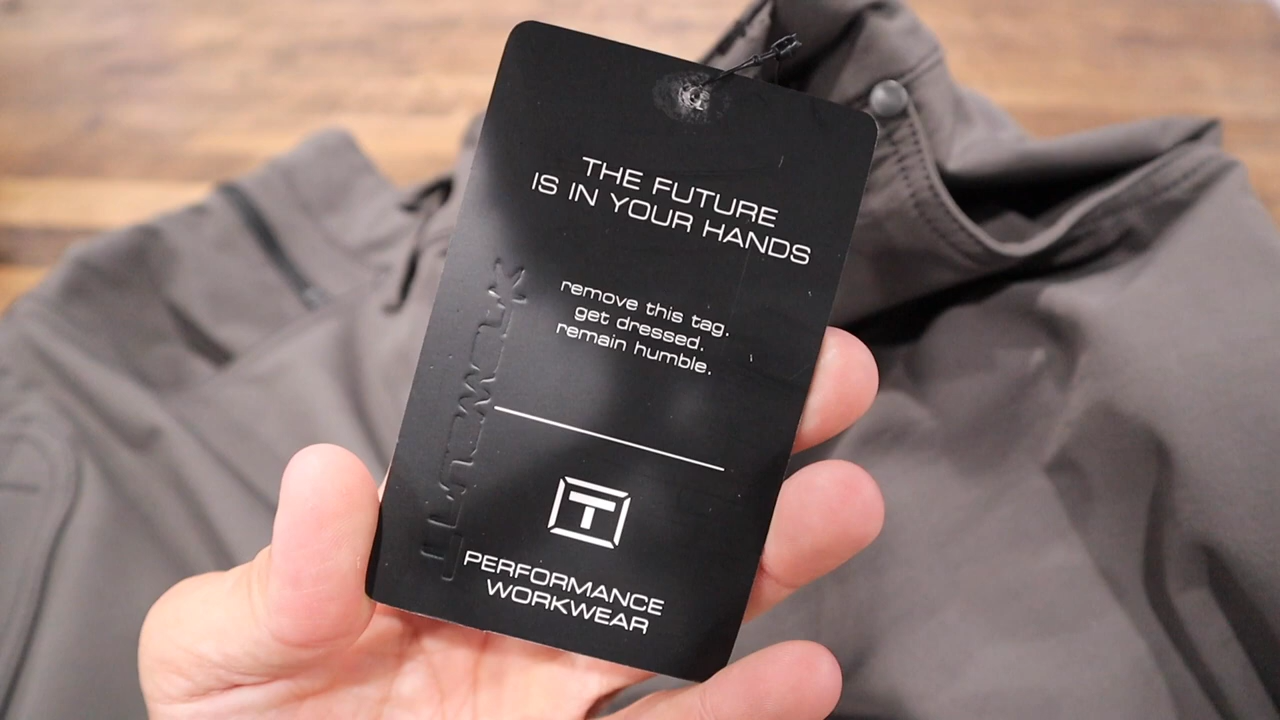 THE FUTURE
IS IN YOUR HANDS
remove this tag.
get dressed.
remain humble.
T
PERFORMANCE
WORKWEAR